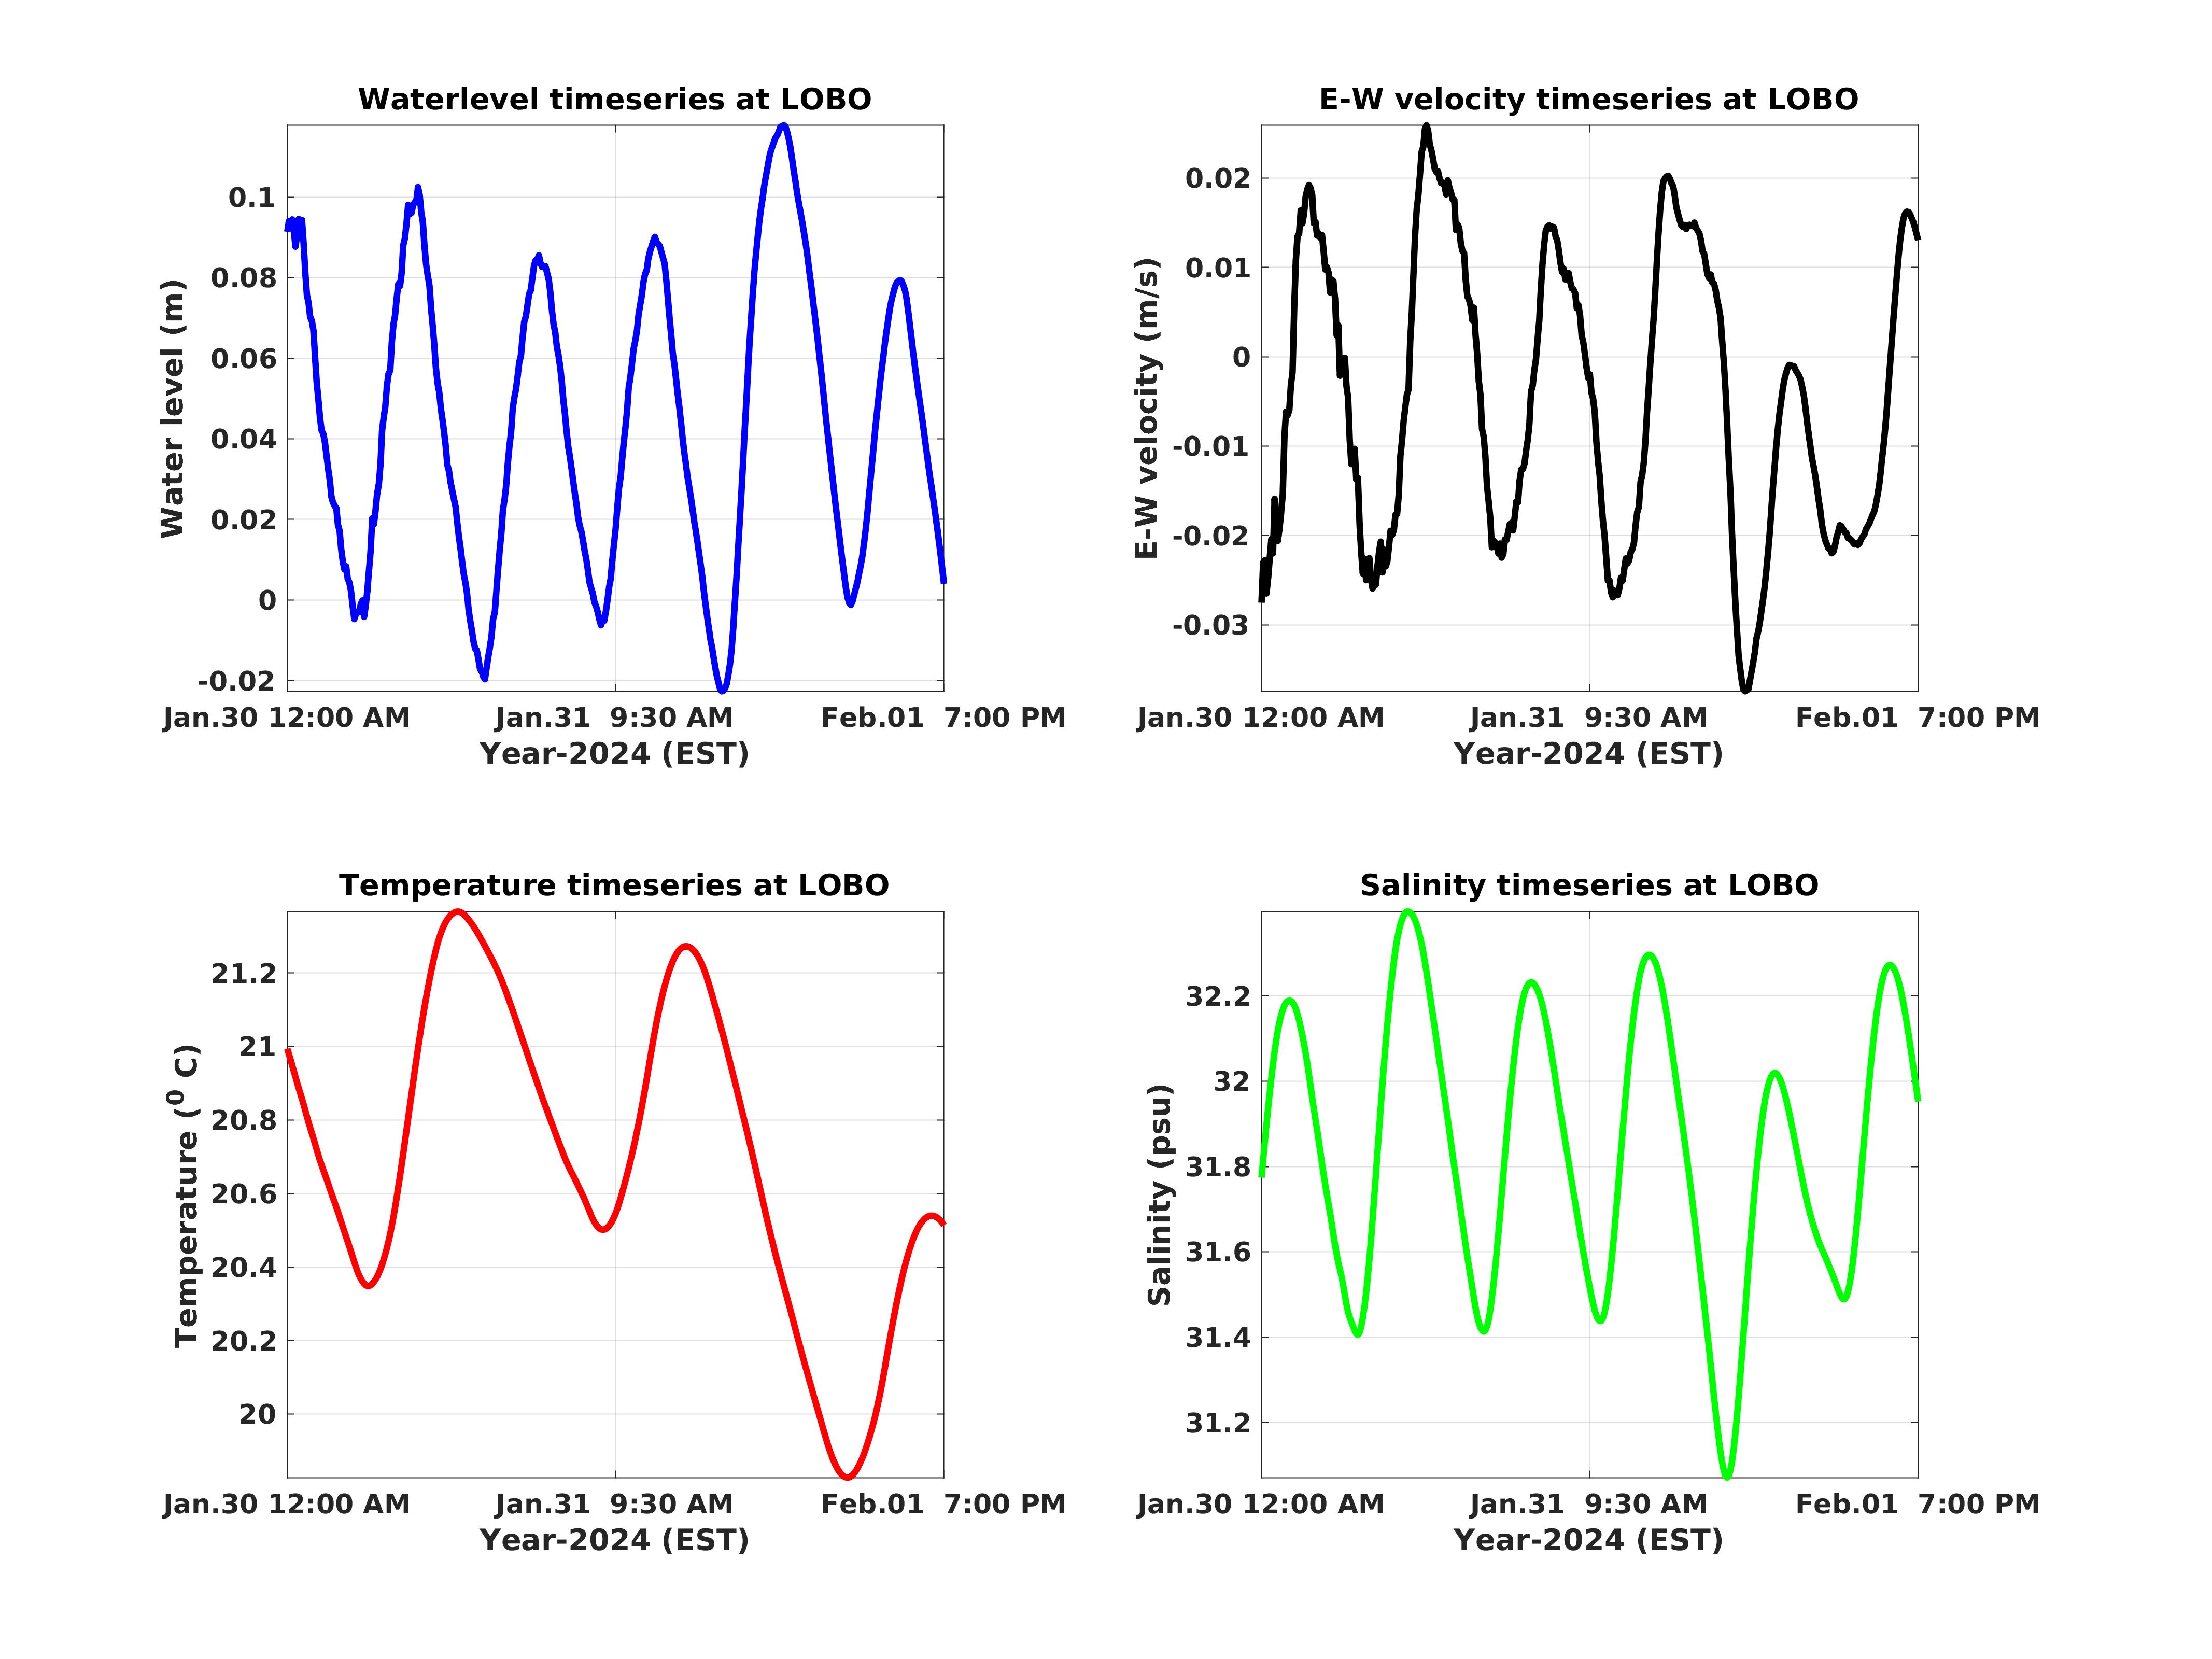 Waterlevel timeseries at LOBO
Water level (m)
0.1
0.08
0.06
0.04
0.02
0
-0.02
Jan.30 12:00 AM Jan.31 9:30 AM Feb.01 7:00 PM
Year-2024 (EST)
E-W velocity timeseries at LOBO
E-W velocity (m/s)
0.02
0.01
0
-0.01
-0.02
-0.03
Jan.30 12:00 AM Jan.31 9:30 AM Feb.01 7:00 PM
Year-2024 (EST)
Temperature timeseries at LOBO
Temperature (⁰ C)
21.2
21
20.8
20.6
20.4
20.2
20
Jan.30 12:00 AM Jan.31 9:30 AM Feb.01 7:00 PM
Year-2024 (EST)
Salinity timeseries at LOBO
Salinity (psu)
32.2
32
31.8
31.6
31.4
31.2
Jan.30 12:00 AM Jan.31 9:30 AM Feb.01 7:00 PM
Year-2024 (EST)